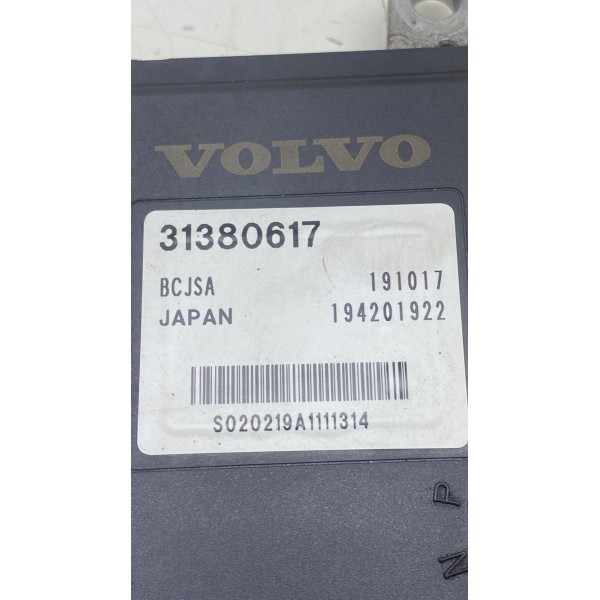 VOLVO
31380617
BCJSA 191017
JAPAN 194201922
S020219A1111314
P
N